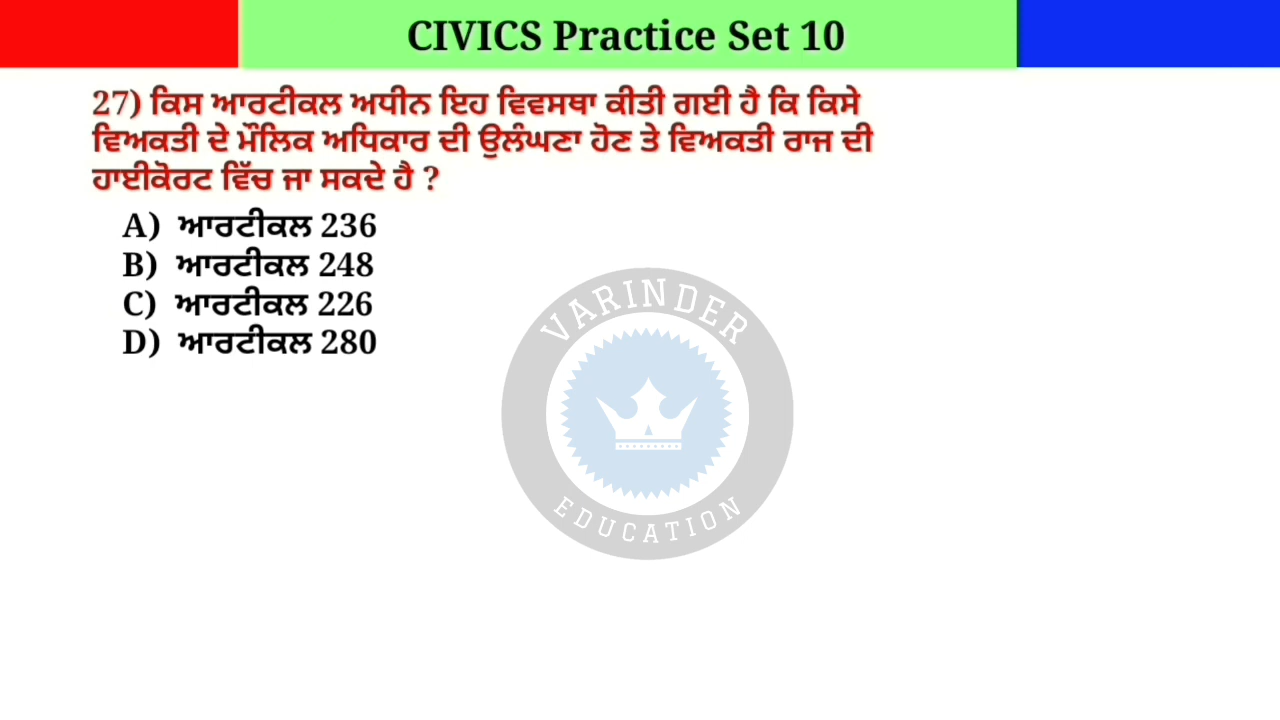 CIVICS Practice Set 10
27) ਕਿਸ ਆਰਟੀਕਲ ਅਧੀਨ ਇਹ ਵਿਵਸਥਾ ਕੀਤੀ ਗਈ ਹੈ ਕਿ ਕਿਸੇ
ਵਿਅਕਤੀ ਦੇ ਮੌਲਿਕ ਅਧਿਕਾਰ ਦੀ ਉਲੰਘਣਾ ਹੋਣ ਤੇ ਵਿਅਕਤੀ ਰਾਜ ਦੀ
ਹਾਈਕੋਰਟ ਵਿੱਚ ਜਾ ਸਕਦੇ ਹੈ ?
A) ਆਰਟੀਕਲ 236
B) ਆਰਟੀਕਲ 248
C) ਆਰਟੀਕਲ 226
D) ਆਰਟੀਕਲ 280
VARINDER
EDUCATION